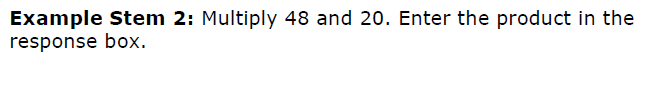 Example Stem 2: Multiply 48 and 20. Enter the product in the
response box.